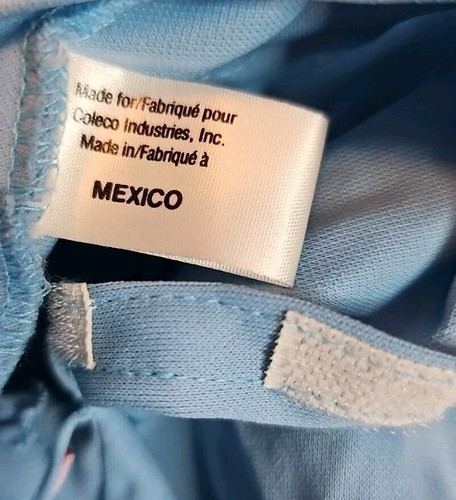 Made for/Fabriqué pour
Coleco Industries, Inc.
Made in/Fabriqué à
MEXICO